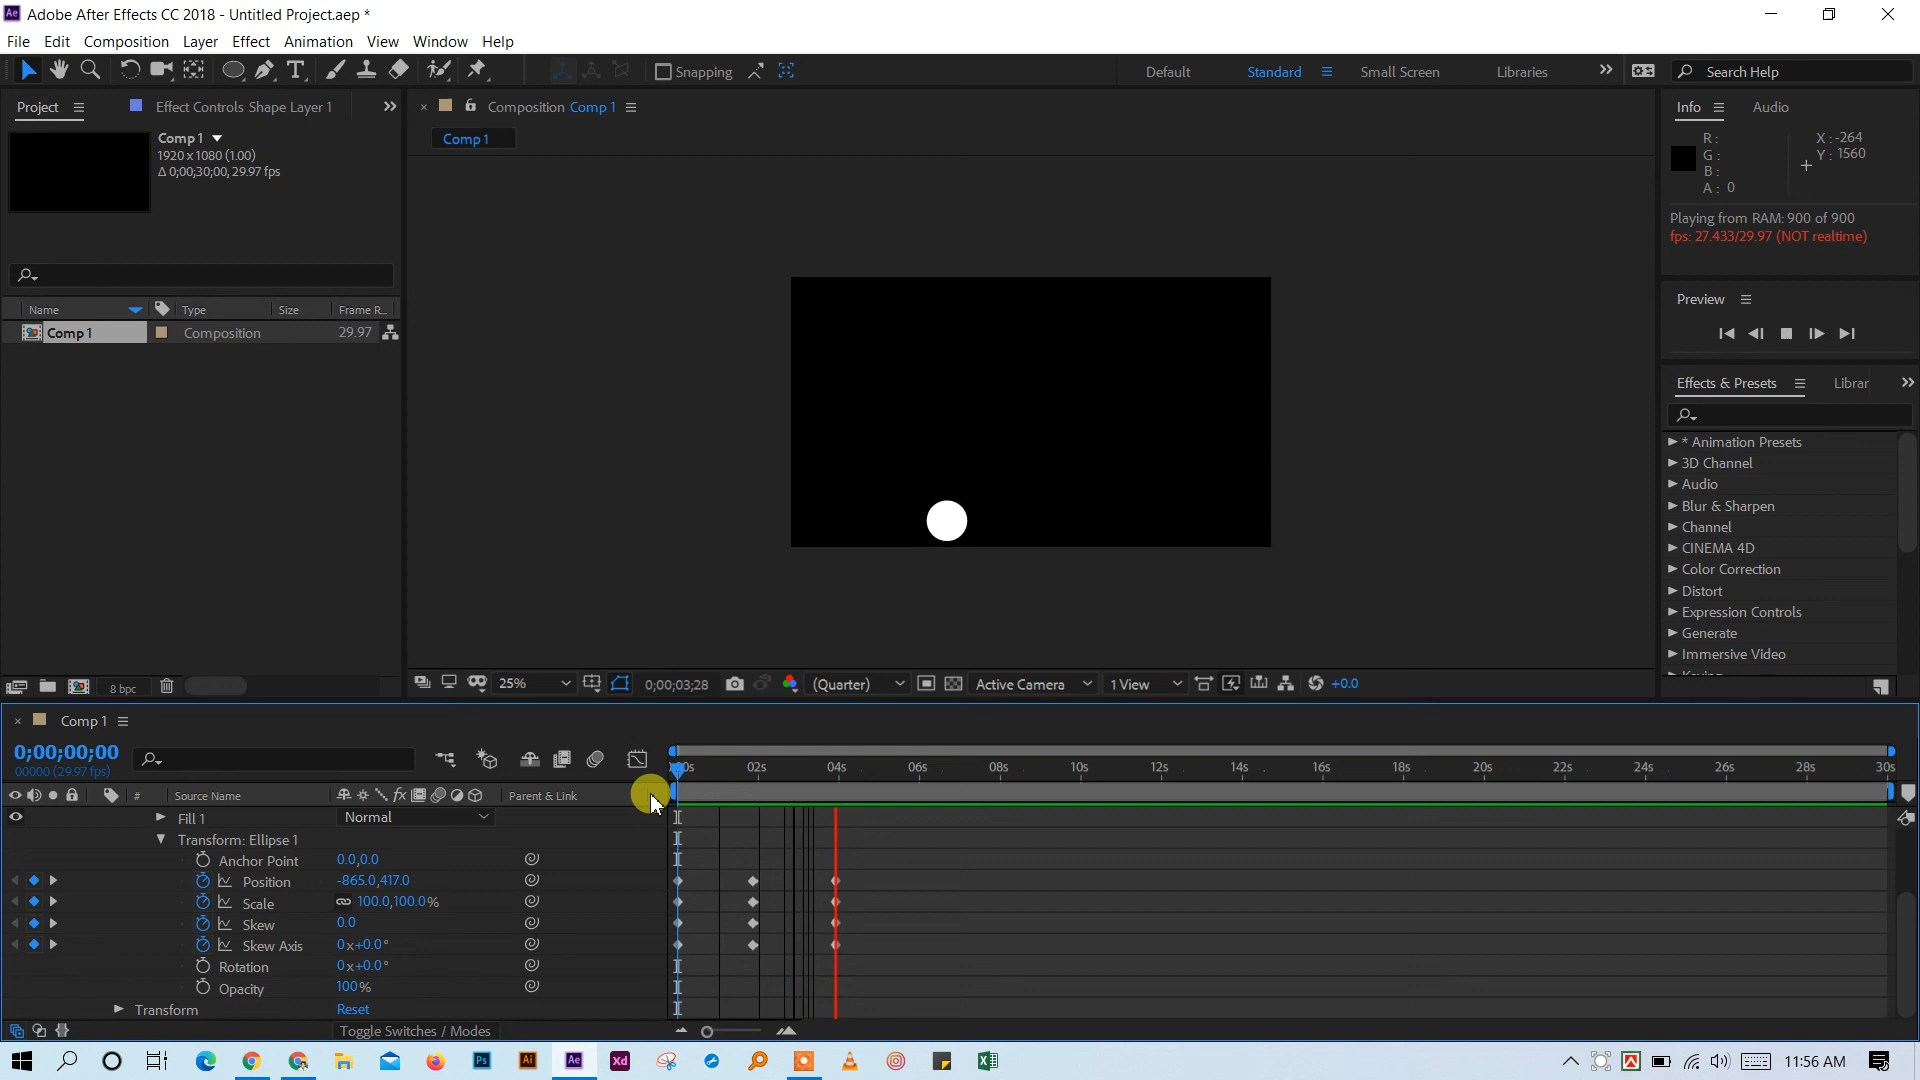 Adobe After Effects CC 2018 - Untitled Project.aep *
File Edit Composition Layer Effect Animation View Window Help
Snapping Default Standard Small Screen Libraries Search Help
Project Effect Controls Shape Layer 1
Composition Comp 1
Info Audio
Comp 1
1920 x 1080 (1.00)
Δ 0;00;30;00, 29.97 fps
Comp 1
R :
G :
B :
A : 0
X : -264
Y : 1560
Playing from RAM: 900 of 900
fps: 27.433/29.97 (NOT realtime)
Preview
Name Type Size Frame R...
Comp 1 Composition 29.97
Effects & Presets Librar
* Animation Presets
3D Channel
Audio
Blur & Sharpen
Channel
CINEMA 4D
Color Correction
Distort
Expression Controls
Generate
Immersive Video
Keying
8 bpc
25% 0;00;03;28 (Quarter) Active Camera 1 View +0.0
Comp 1
0;00;00;00
00000 (29.97 fps)
02s 04s 06s 08s 10s 12s 14s 16s 18s 20s 22s 24s 26s 28s 30s
# Source Name fx Parent & Link
Fill 1 Normal
Transform: Ellipse 1
Anchor Point 0.0,0.0
Position -865.0,417.0
Scale 100.0,100.0%
Skew 0.0
Skew Axis 0x+0.0°
Rotation 0x+0.0°
Opacity 100%
Transform Reset
Toggle Switches / Modes
Ps Ai Ae Xd
11:56 AM